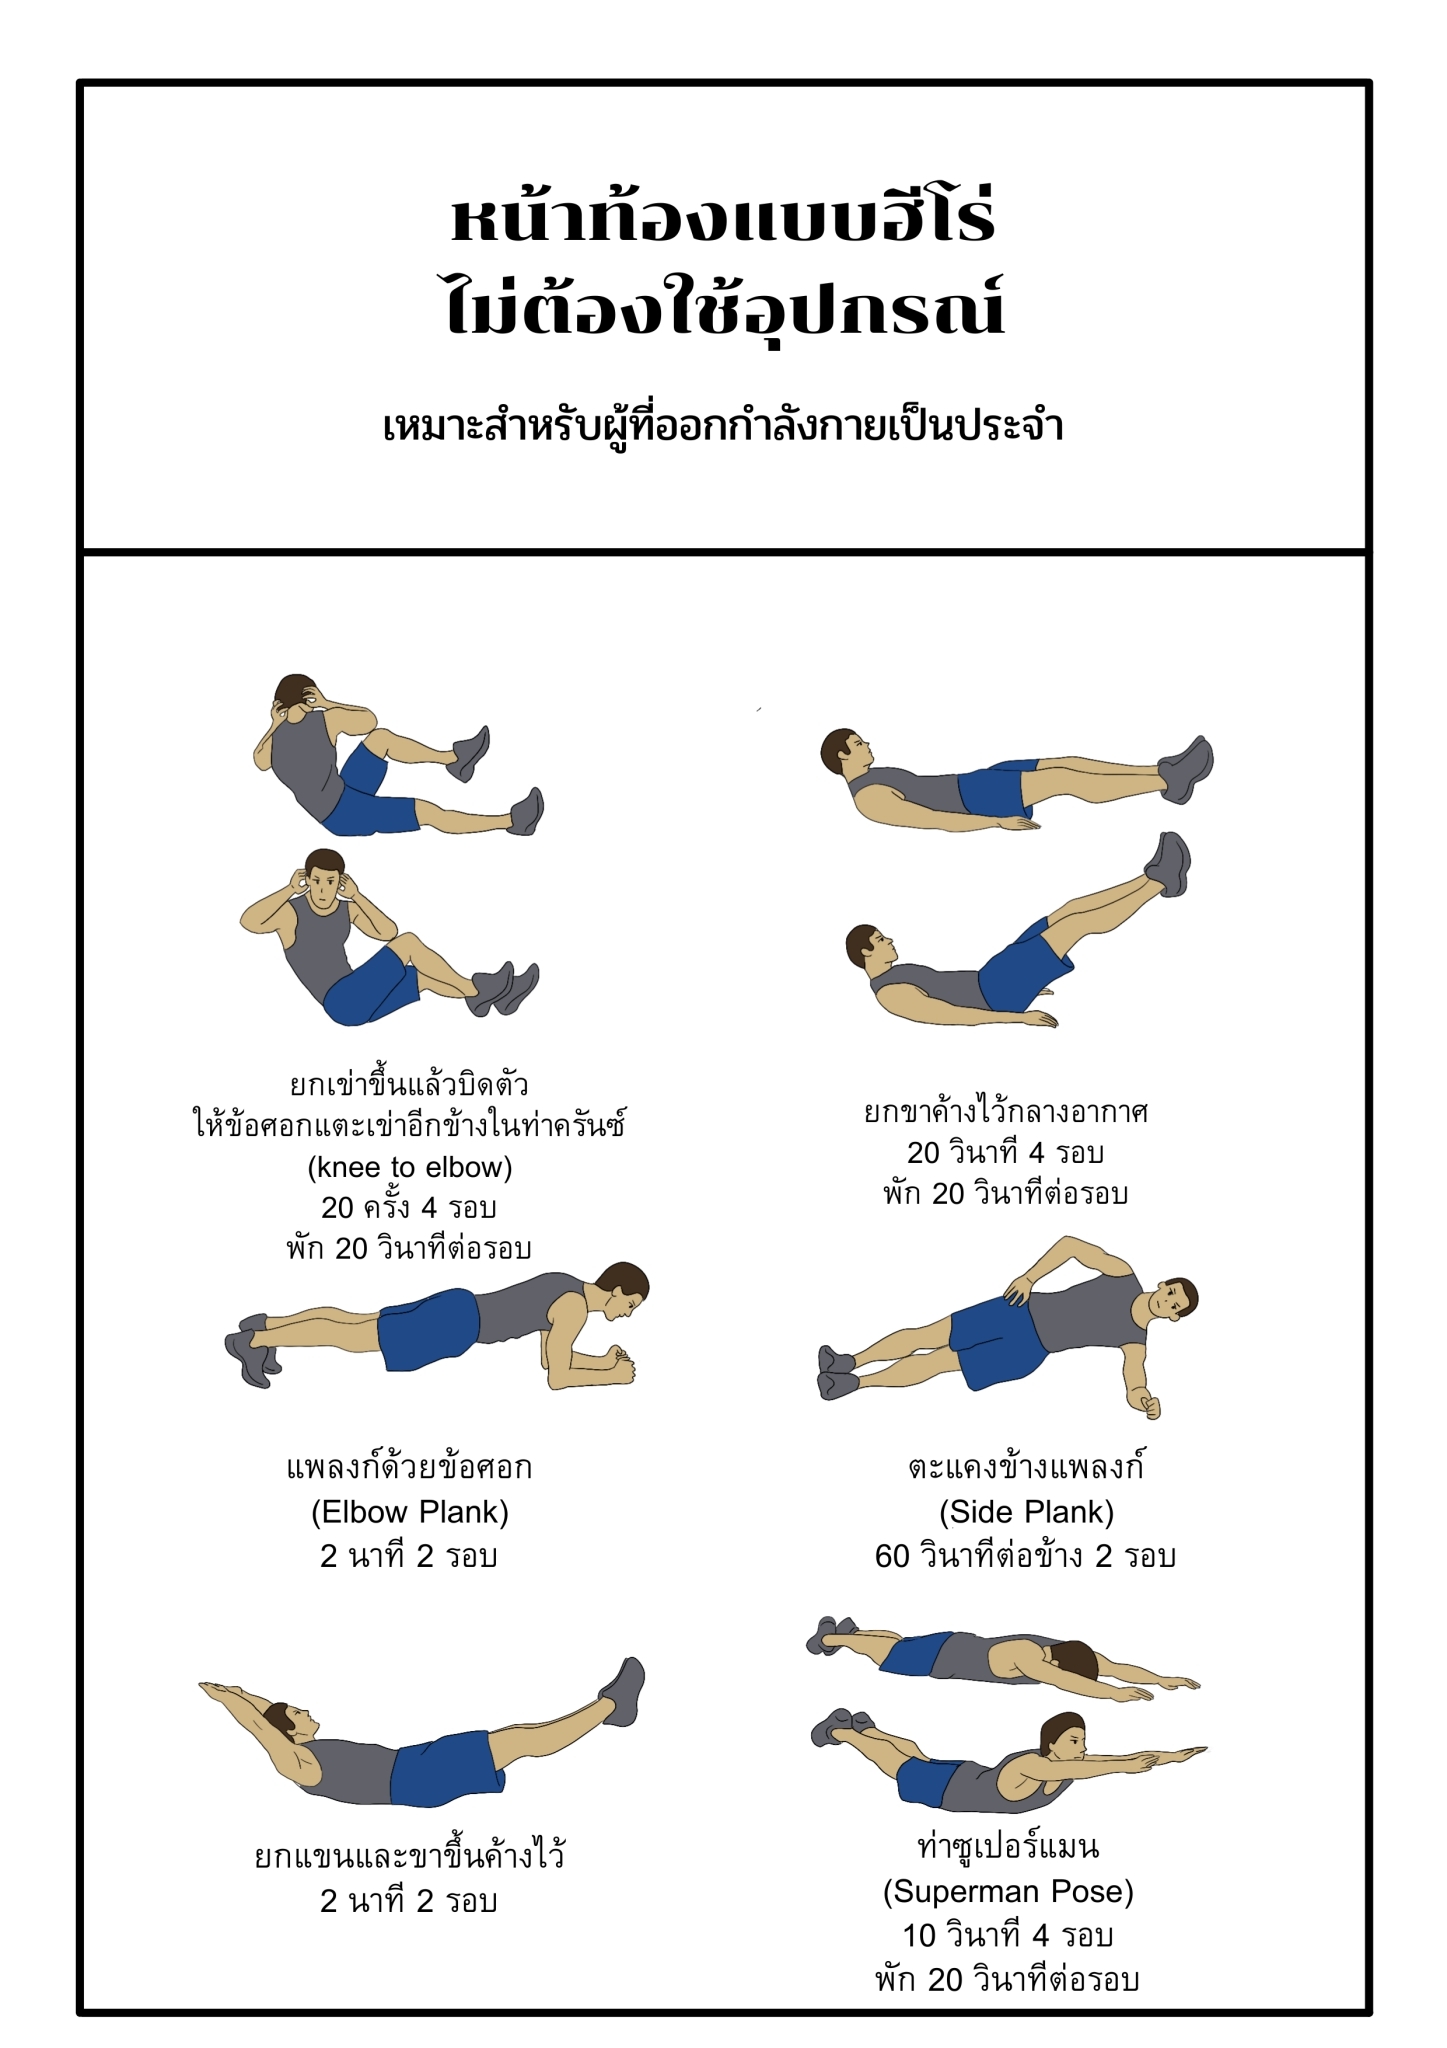 หน้าท้องแบบฮีโร่
ไม่ต้องใช้อุปกรณ์
เหมาะสำหรับผู้ที่ออกกำลังกายเป็นประจำ
ยกเข่าขึ้นแล้วบิดตัว
ให้ข้อศอกแตะเข่าอีกข้างในท่าครันซ์
(knee to elbow)
20 ครั้ง 4 รอบ
พัก 20 วินาทีต่อรอบ
ยกขาค้างไว้กลางอากาศ
20 วินาที 4 รอบ
พัก 20 วินาทีต่อรอบ
แพลงก์ด้วยข้อศอก
(Elbow Plank)
2 นาที 2 รอบ
ตะแคงข้างแพลงก์
(Side Plank)
60 วินาทีต่อข้าง 2 รอบ
ยกแขนและขาขึ้นค้างไว้
2 นาที 2 รอบ
ท่าซูเปอร์แมน
(Superman Pose)
10 วินาที 4 รอบ
พัก 20 วินาทีต่อรอบ